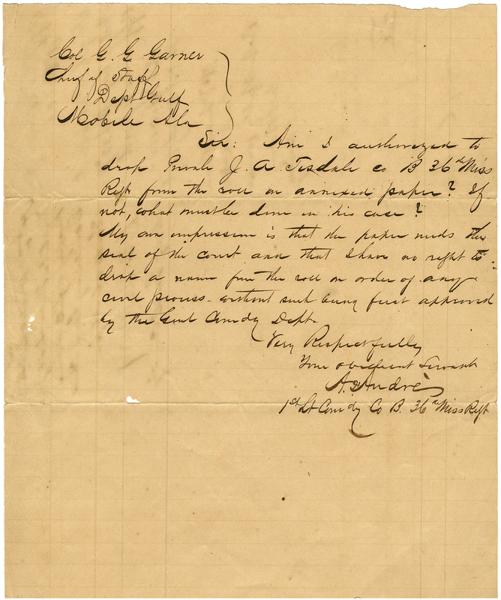 Col G. G. Garner
Chief of Staff
Dept Gulf
Mobile Ala
Sir: Am I authorized to
drop Private J. A. Tisdale co B 36th Miss
Regt from the roll on annexed paper? If
not, what must be done in his case?
My own impression is that the paper needs the
seal of the court and that I have no right to
drop a name from the roll on order of any
civil process without such being first approved
by the Genl Comdg Dept.
Very Respectfully
Your obedient Servant
A. André
1st Lt Comdg Co B. 36th Miss Regt